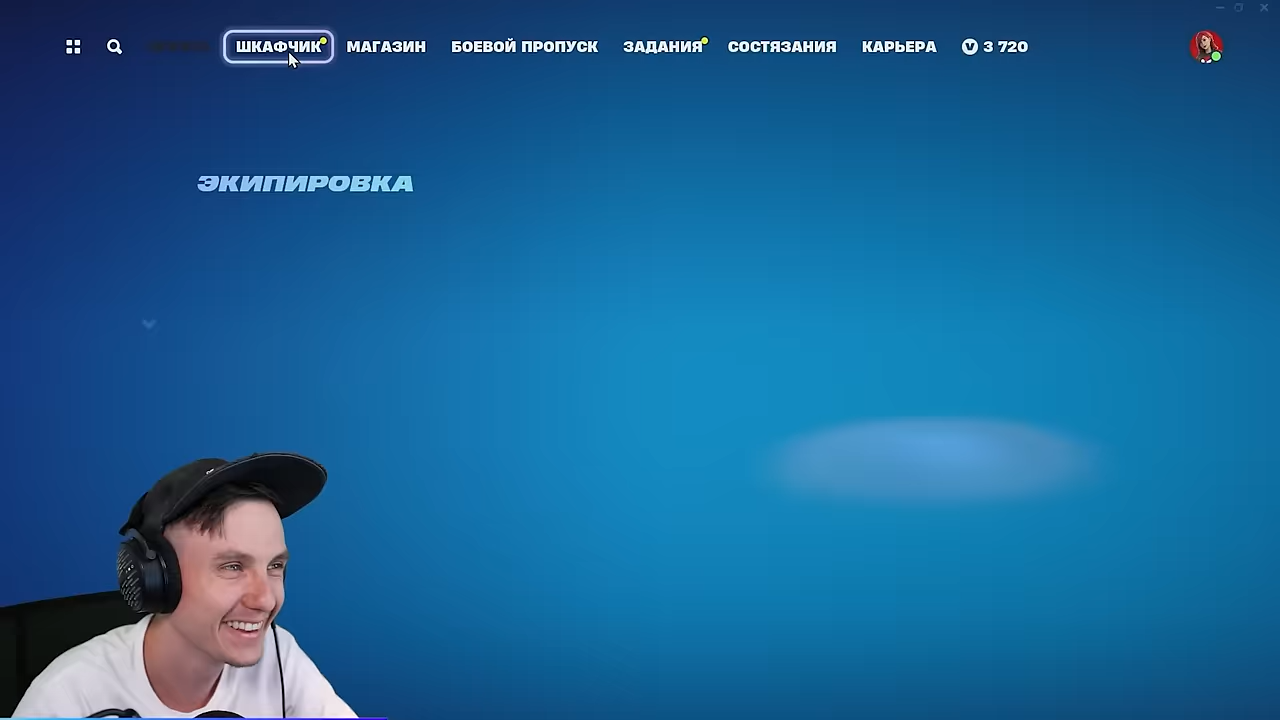 ШКАФЧИК МАГАЗИН БОЕВОЙ ПРОПУСК ЗАДАНИЯ СОСТЯЗАНИЯ КАРЬЕРА 3 720
ЭКИПИРОВКА